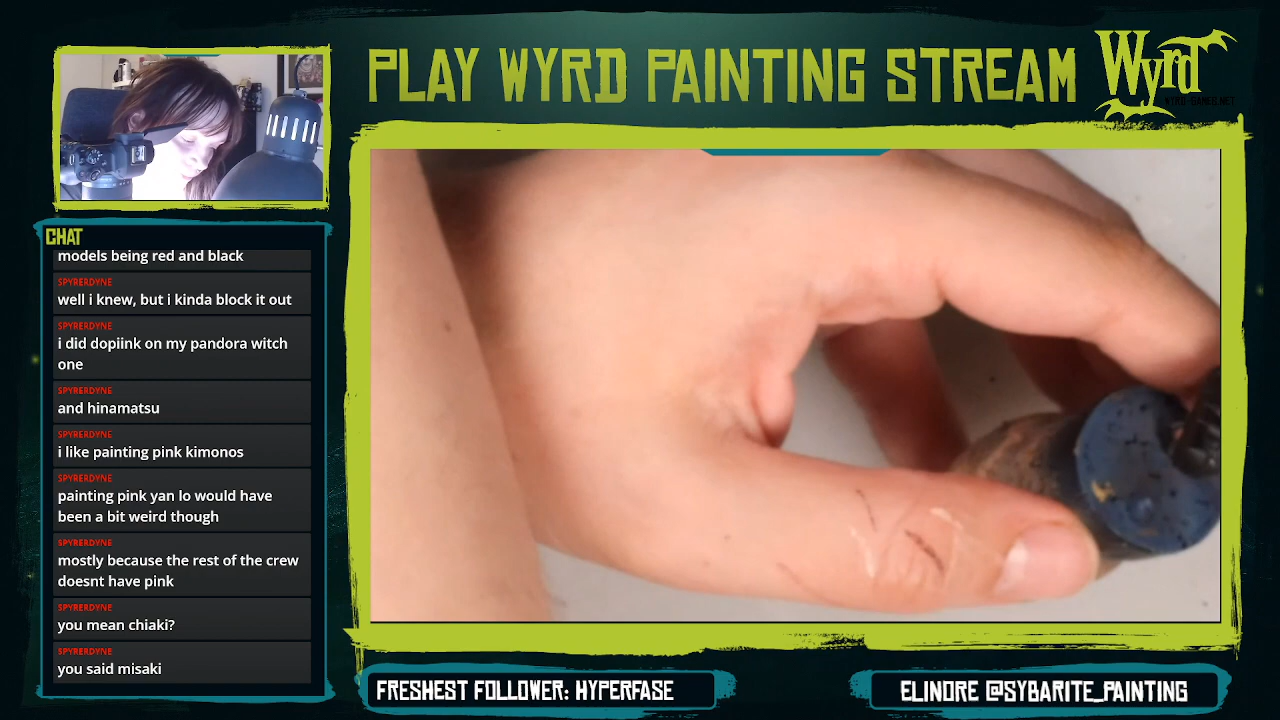 PLAY WYRD PAINTING STREAM
Wyrd
WYRD-GAMES.NET
CHAT
models being red and black
SPYRERDYNE
well i knew, but i kinda block it out
SPYRERDYNE
i did dopiink on my pandora witch
one
SPYRERDYNE
and hinamatsu
SPYRERDYNE
i like painting pink kimonos
SPYRERDYNE
painting pink yan lo would have
been a bit weird though
SPYRERDYNE
mostly because the rest of the crew
doesnt have pink
SPYRERDYNE
you mean chiaki?
SPYRERDYNE
you said misaki
FRESHEST FOLLOWER: HYPERFASE
ELINORE @SYBARITE_PAINTING